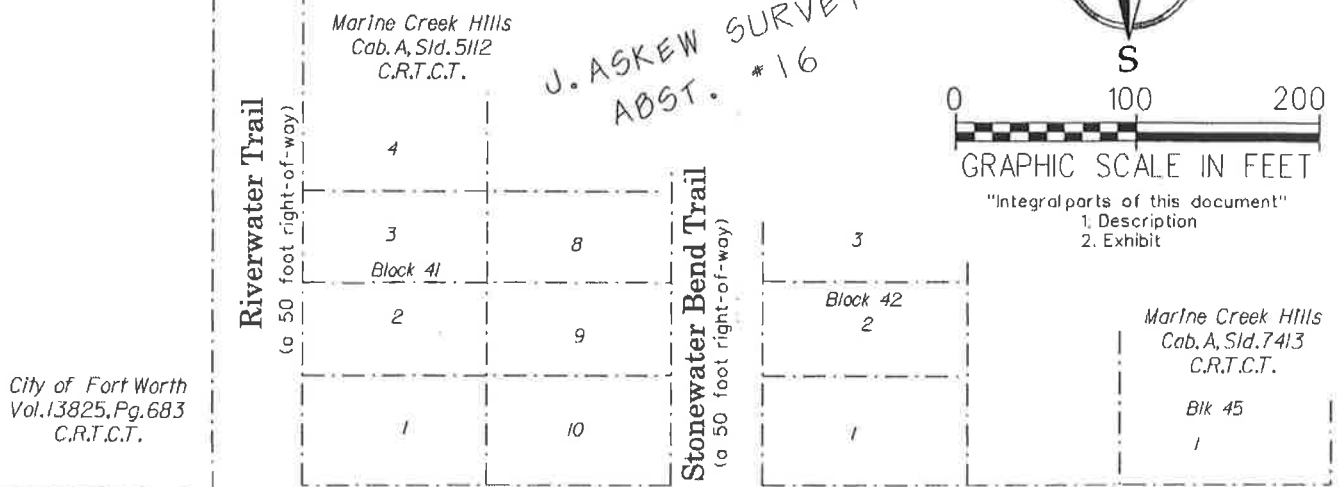 Marine Creek Hills
Cab. A, Sld. 5112
C.R.T.C.T.
J. ASKEW SURVEY
ABST. #16
S
0 100 200
GRAPHIC SCALE IN FEET
"Integral parts of this document"
1. Description
2. Exhibit
Riverwater Trail
(a 50 foot right-of-way)
4
3
Block 41
2
1
8
9
10
Stonewater Bend Trail
(a 50 foot right-of-way)
3
Block 42
2
1
Marine Creek Hills
Cab. A, Sld. 7413
C.R.T.C.T.
Blk 45
1
City of Fort Worth
Vol. 13825, Pg. 683
C.R.T.C.T.